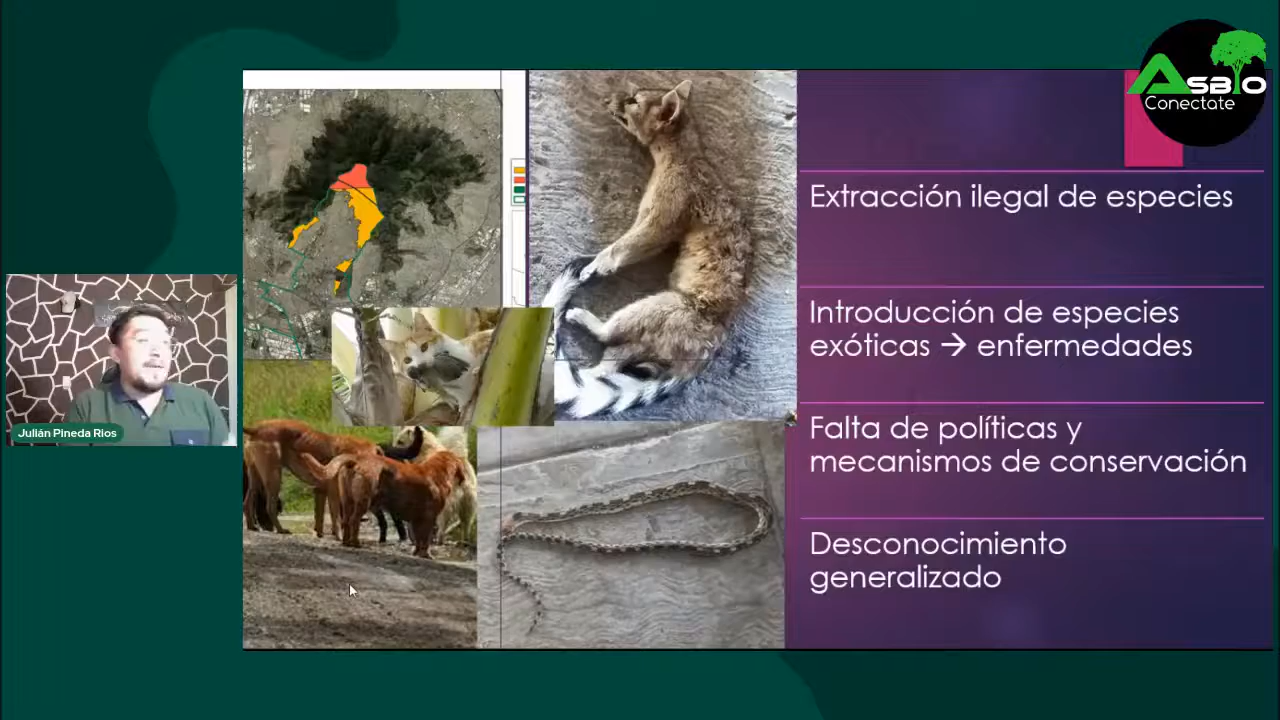 Asbio
Conectate
Extracción ilegal de especies
Introducción de especies
exóticas → enfermedades
Falta de políticas y
mecanismos de conservación
Desconocimiento
generalizado
Julián Pineda Rios